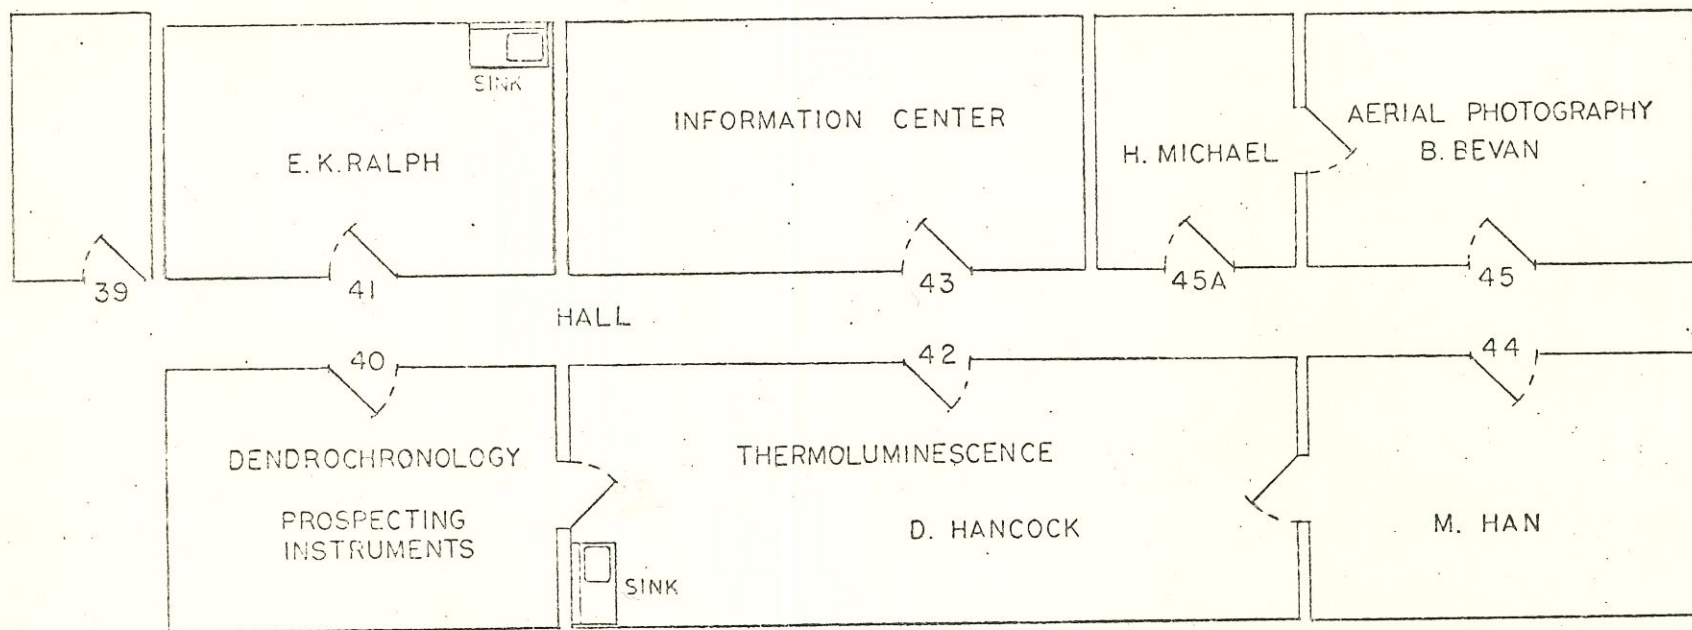 SINK
E. K. RALPH
INFORMATION CENTER
H. MICHAEL
AERIAL PHOTOGRAPHY
B. BEVAN
39
41
43
45A
45
HALL
40
42
44
DENDROCHRONOLOGY
PROSPECTING
INSTRUMENTS
THERMOLUMINESCENCE
D. HANCOCK
SINK
M. HAN